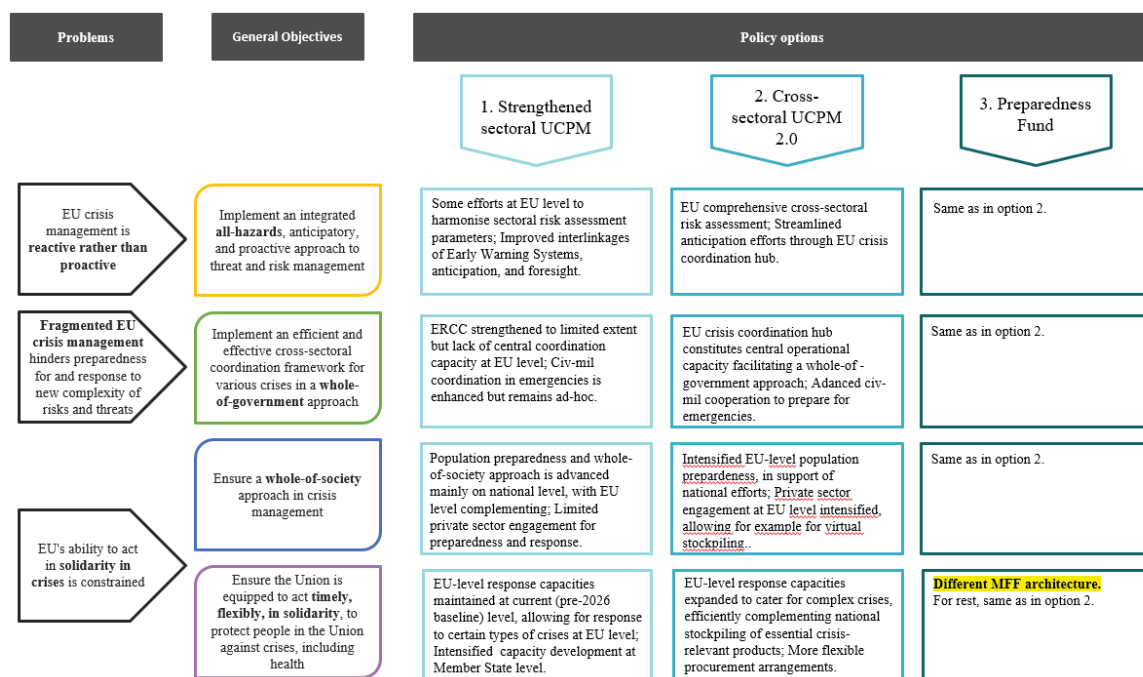 Problems
General Objectives
Policy options
1. Strengthened
sectoral UCPM
2. Cross-
sectoral UCPM
2.0
3. Preparedness
Fund
EU crisis
management is
reactive rather than
proactive
Implement an integrated
all-hazards, anticipatory,
and proactive approach to
threat and risk management
Some efforts at EU level to
harmonise sectoral risk assessment
parameters; Improved interlinkages
of Early Warning Systems,
anticipation, and foresight.
EU comprehensive cross-sectoral
risk assessment; Streamlined
anticipation efforts through EU crisis
coordination hub.
Same as in option 2.
Fragmented EU
crisis management
hinders preparedness
for and response to
new complexity of
risks and threats
Implement an efficient and
effective cross-sectoral
coordination framework for
various crises in a whole-
of-government approach
ERCC strengthened to limited extent
but lack of central coordination
capacity at EU level; Civ-mil
coordination in emergencies is
enhanced but remains ad-hoc.
EU crisis coordination hub
constitutes central operational
capacity facilitating a whole-of -
government approach; Adanced civ-
mil cooperation to prepare for
emergencies.
Same as in option 2.
EU's ability to act
in solidarity in
crises is constrained
Ensure a whole-of-society
approach in crisis
management
Population preparedness and whole-
of-society approach is advanced
mainly on national level, with EU
level complementing; Limited
private sector engagement for
preparedness and response.
Intensified EU-level population
prepardeness, in support of
national efforts; Private sector
engagement at EU level intensified,
allowing for example for virtual
stockpiling..
Same as in option 2.
Ensure the Union is
equipped to act timely,
flexibly, in solidarity, to
protect people in the Union
against crises, including
health
EU-level response capacities
maintained at current (pre-2026
baseline) level, allowing for response
to certain types of crises at EU level;
Intensified capacity development at
Member State level.
EU-level response capacities
expanded to cater for complex crises,
efficiently complementing national
stockpiling of essential crisis-
relevant products; More flexible
procurement arrangements.
Different MFF architecture.
For rest, same as in option 2.